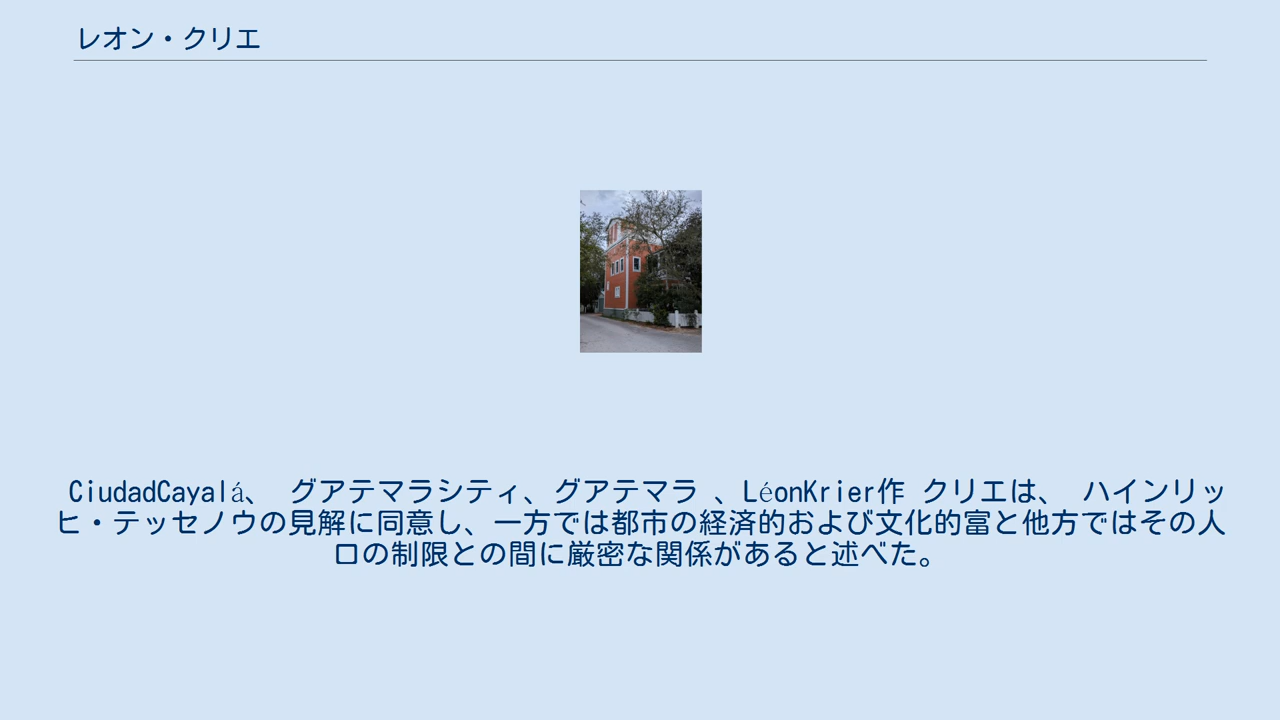 レオン・クリエ
CiudadCayalá、 グアテマラシティ、グアテマラ 、LéonKrier作 クリエは、 ハインリッ
ヒ・テッセノウの見解に同意し、一方では都市の経済的および文化的富と他方ではその人
口の制限との間に厳密な関係があると述べた。